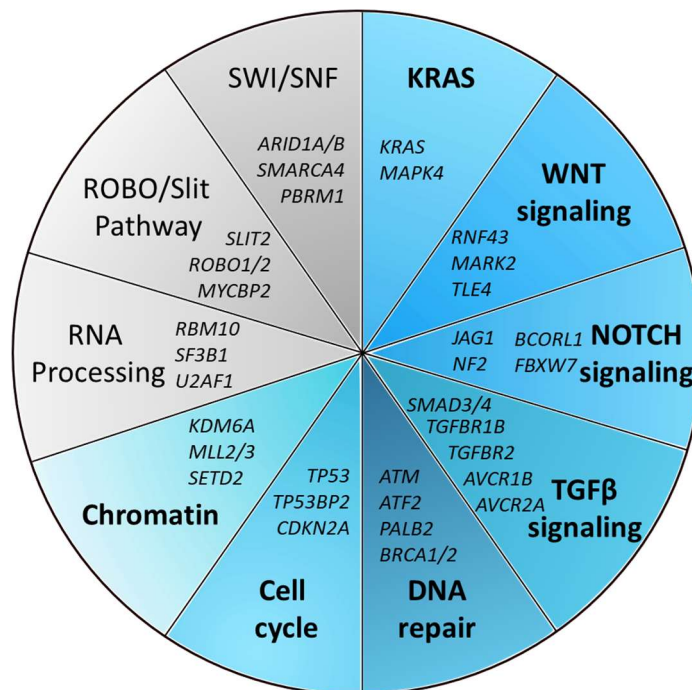 SWI/SNF
ARID1A/B
SMARCA4
PBRM1
KRAS
KRAS
MAPK4
WNT
signaling
RNF43
MARK2
TLE4
NOTCH
signaling
JAG1
NF2
BCORL1
FBXW7
TGFβ
signaling
SMAD3/4
TGFBR1B
TGFBR2
AVCR1B
AVCR2A
DNA
repair
ATM
ATF2
PALB2
BRCA1/2
Cell
cycle
TP53
TP53BP2
CDKN2A
Chromatin
KDM6A
MLL2/3
SETD2
RNA
Processing
RBM10
SF3B1
U2AF1
ROBO/Slit
Pathway
SLIT2
ROBO1/2
MYCBP2